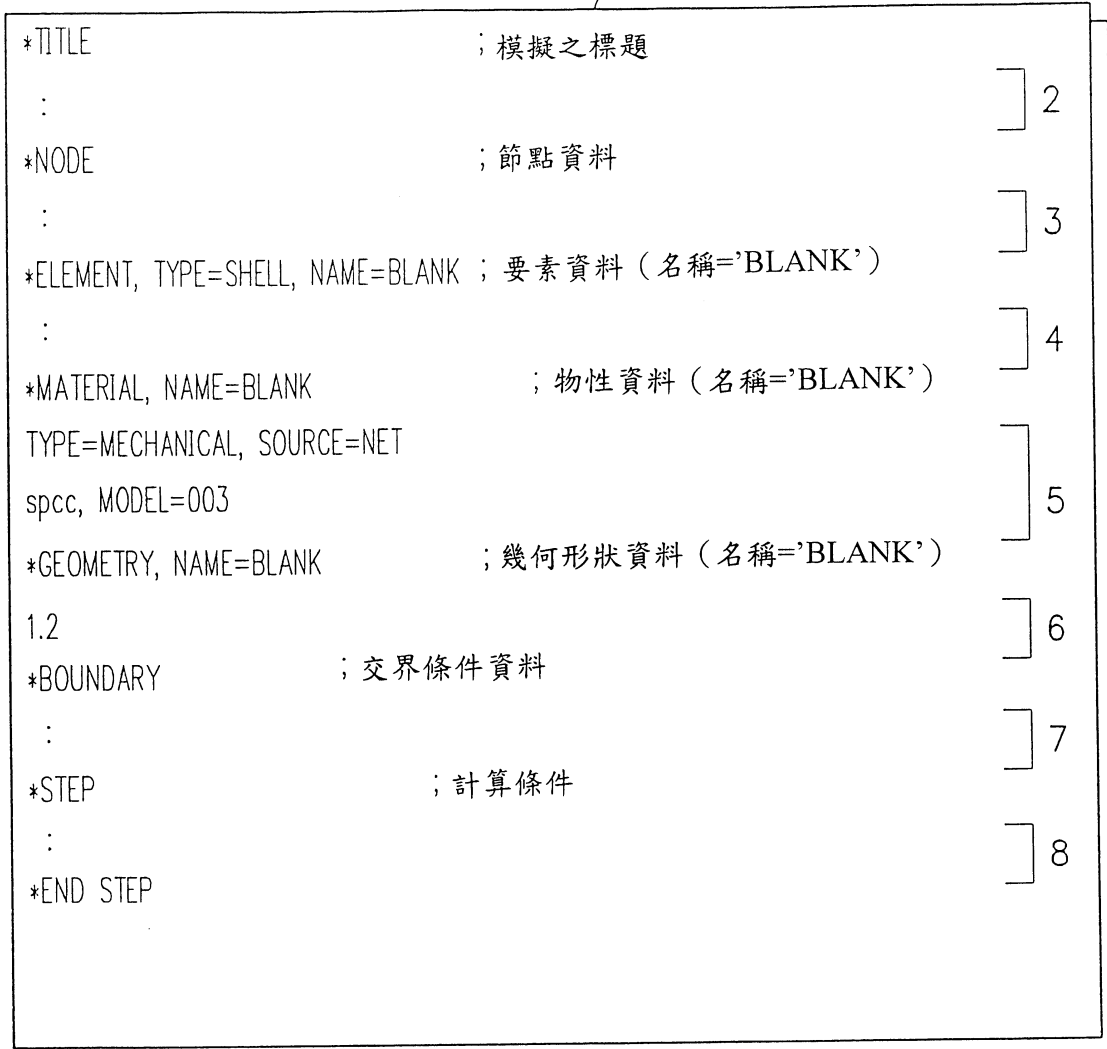 *TITLE ;模擬之標題
: 2
*NODE ;節點資料
: 3
*ELEMENT, TYPE=SHELL, NAME=BLANK ;要素資料（名稱='BLANK'）
: 4
*MATERIAL, NAME=BLANK ;物性資料（名稱='BLANK'）
TYPE=MECHANICAL, SOURCE=NET
spcc, MODEL=003 5
*GEOMETRY, NAME=BLANK ;幾何形狀資料（名稱='BLANK'）
1.2 6
*BOUNDARY ;交界條件資料
: 7
*STEP ;計算條件
: 8
*END STEP